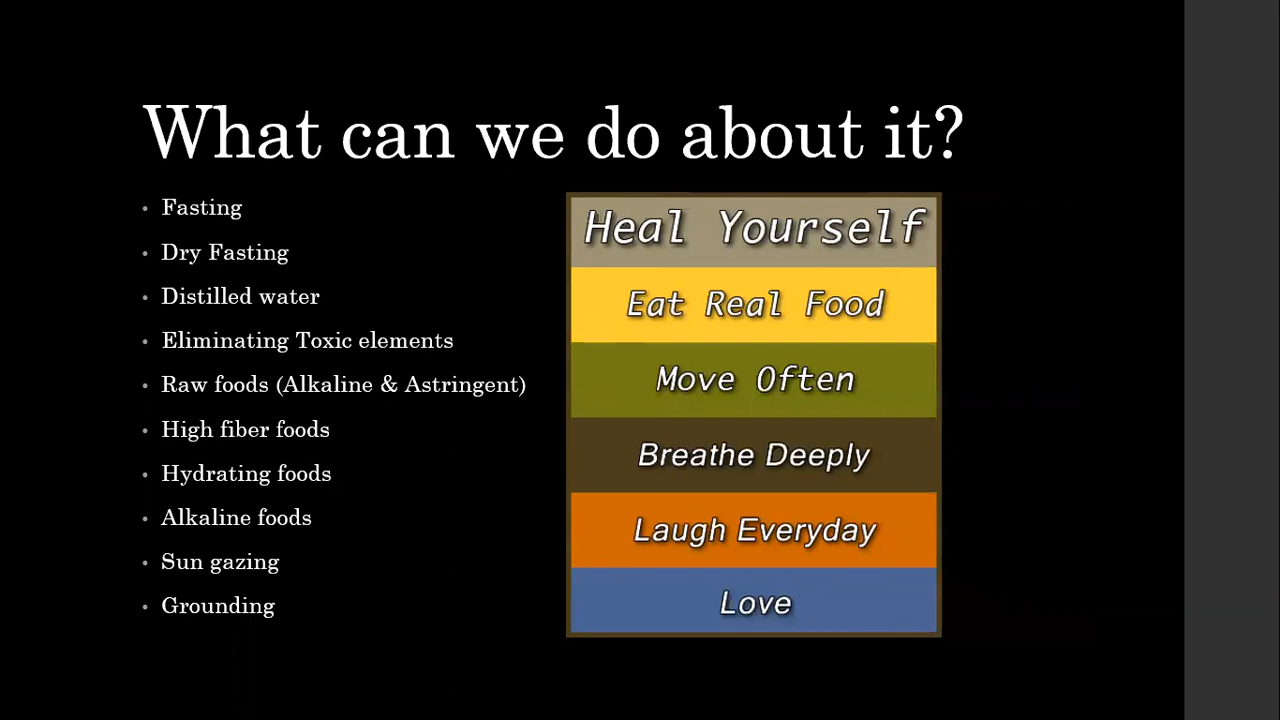 What can we do about it?
Fasting
Dry Fasting
Distilled water
Eliminating Toxic elements
Raw foods (Alkaline & Astringent)
High fiber foods
Hydrating foods
Alkaline foods
Sun gazing
Grounding
Heal Yourself
Eat Real Food
Move Often
Breathe Deeply
Laugh Everyday
Love